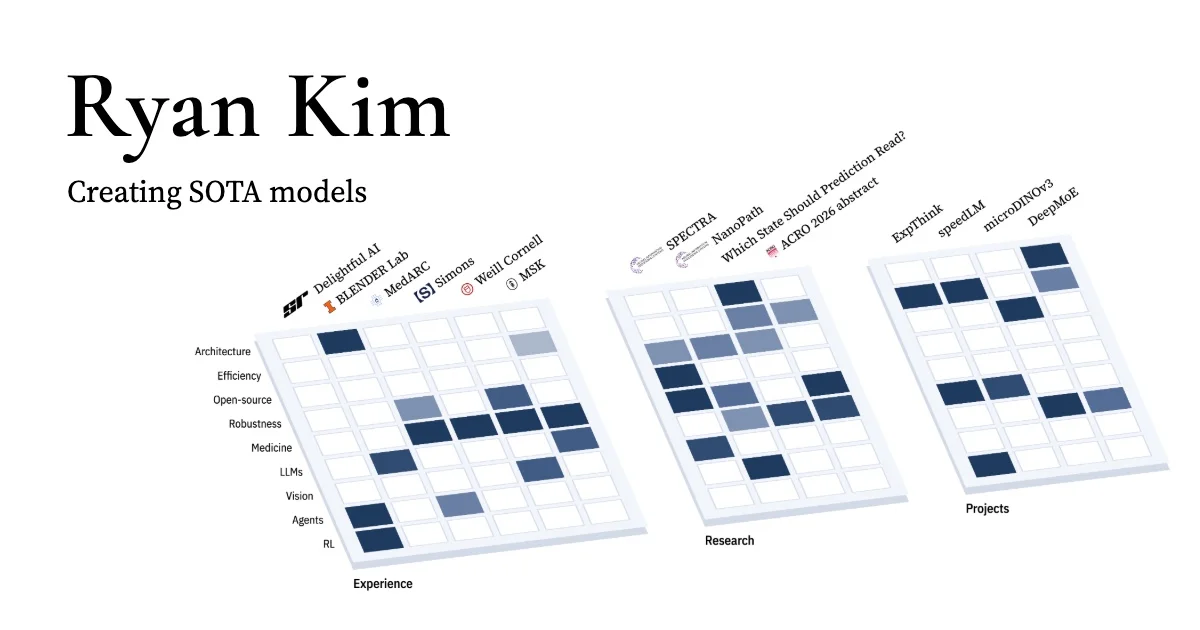 Ryan Kim
Creating SOTA models
Delightful AI
BLENDER Lab
MedARC
Simons
Weill Cornell
MSK
SPECTRA
NanoPath
Which State Should Prediction Read?
ACRO 2026 abstract
ExpThink
speedLM
microDINOv3
DeepMoE
Architecture
Efficiency
Open-source
Robustness
Medicine
LLMs
Vision
Agents
RL
Experience
Research
Projects